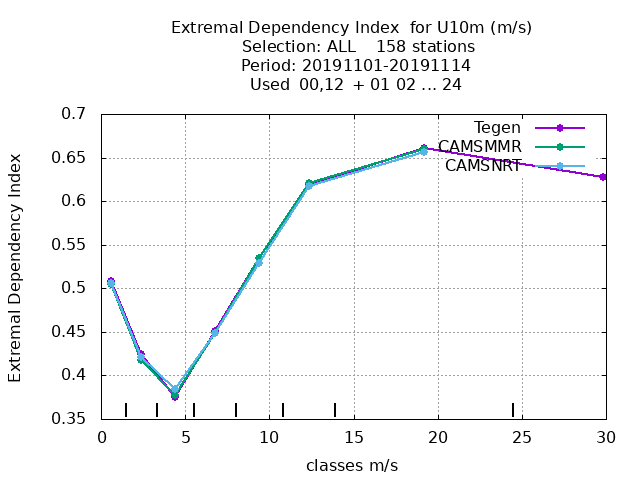 Extremal Dependency Index  for U10m (m/s)
Selection: ALL    158 stations
Period: 20191101-20191114
Used  00,12  + 01 02 ... 24
Extremal Dependency Index
0.7
0.65
0.6
0.55
0.5
0.45
0.4
0.35
Tegen
CAMSMMR
CAMSNRT
0 5 10 15 20 25 30
classes m/s